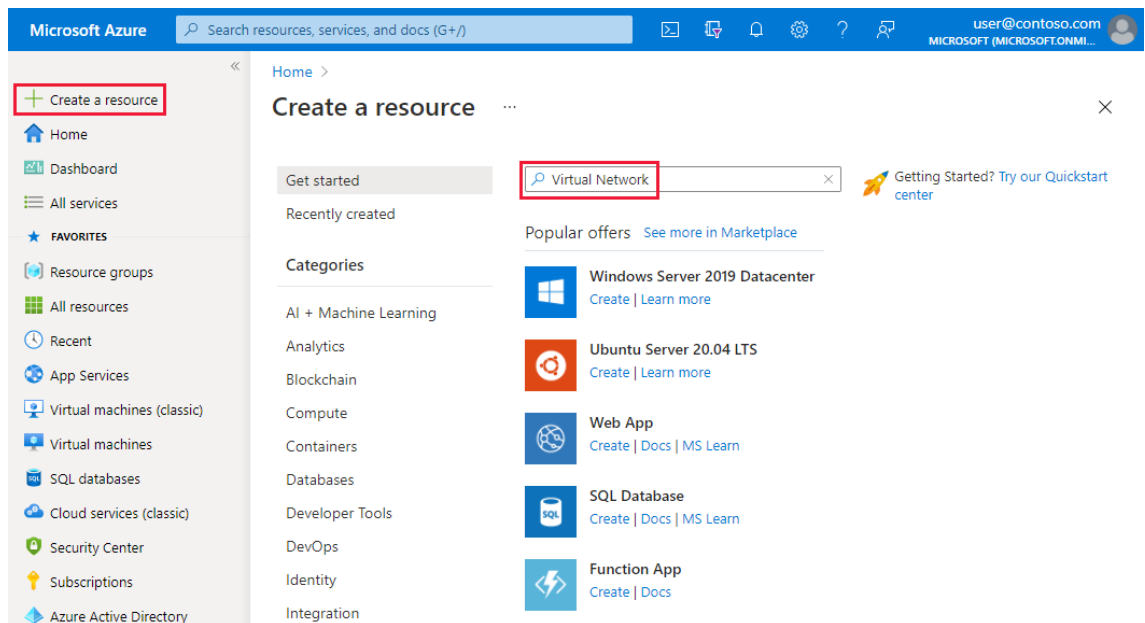 Microsoft Azure
Search resources, services, and docs (G+/)
user@contoso.com
MICROSOFT (MICROSOFT.ONMI...
Create a resource
Home
Dashboard
All services
FAVORITES
Resource groups
All resources
Recent
App Services
Virtual machines (classic)
Virtual machines
SQL databases
Cloud services (classic)
Security Center
Subscriptions
Azure Active Directory
Home >
Create a resource ...
Get started
Recently created
Categories
AI + Machine Learning
Analytics
Blockchain
Compute
Containers
Databases
Developer Tools
DevOps
Identity
Integration
Virtual Network
Getting Started? Try our Quickstart
center
Popular offers See more in Marketplace
Windows Server 2019 Datacenter
Create | Learn more
Ubuntu Server 20.04 LTS
Create | Learn more
Web App
Create | Docs | MS Learn
SQL
SQL Database
Create | Docs | MS Learn
Function App
Create | Docs